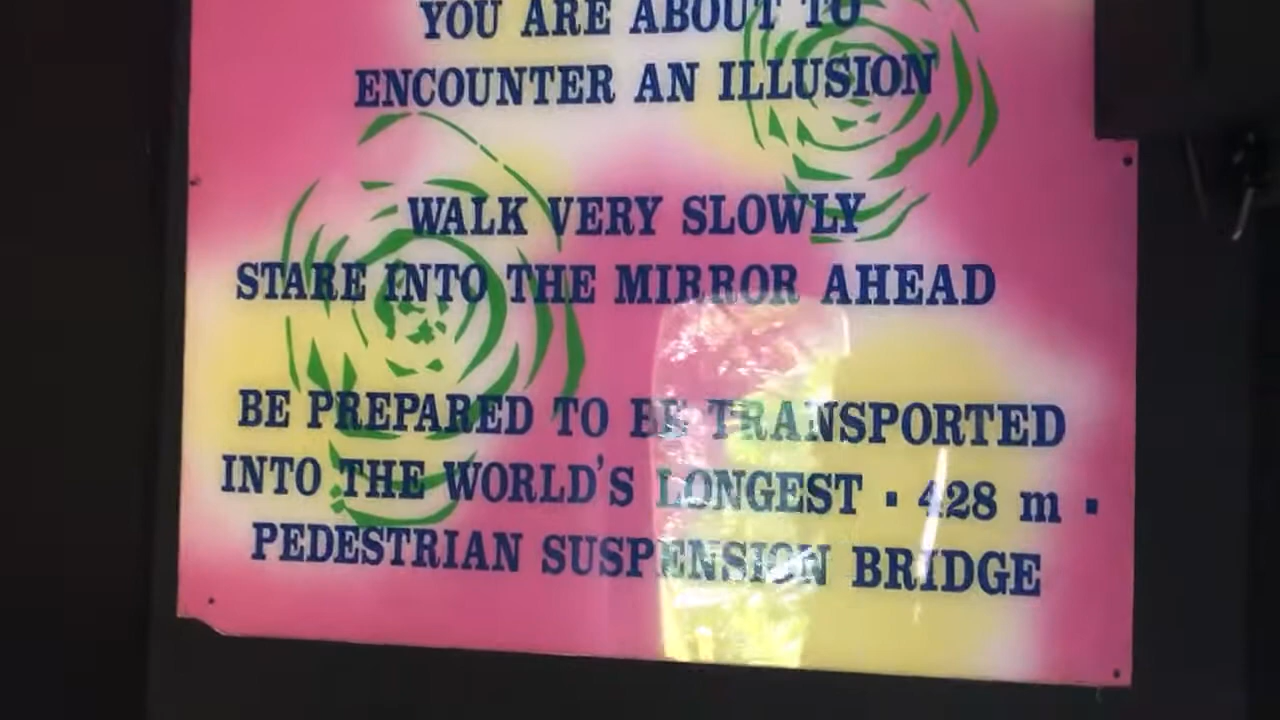 YOU ARE ABOUT TO
ENCOUNTER AN ILLUSION
WALK VERY SLOWLY
STARE INTO THE MIRROR AHEAD
BE PREPARED TO BE TRANSPORTED
INTO THE WORLD'S LONGEST ▪ 428 m ▪
PEDESTRIAN SUSPENSION BRIDGE